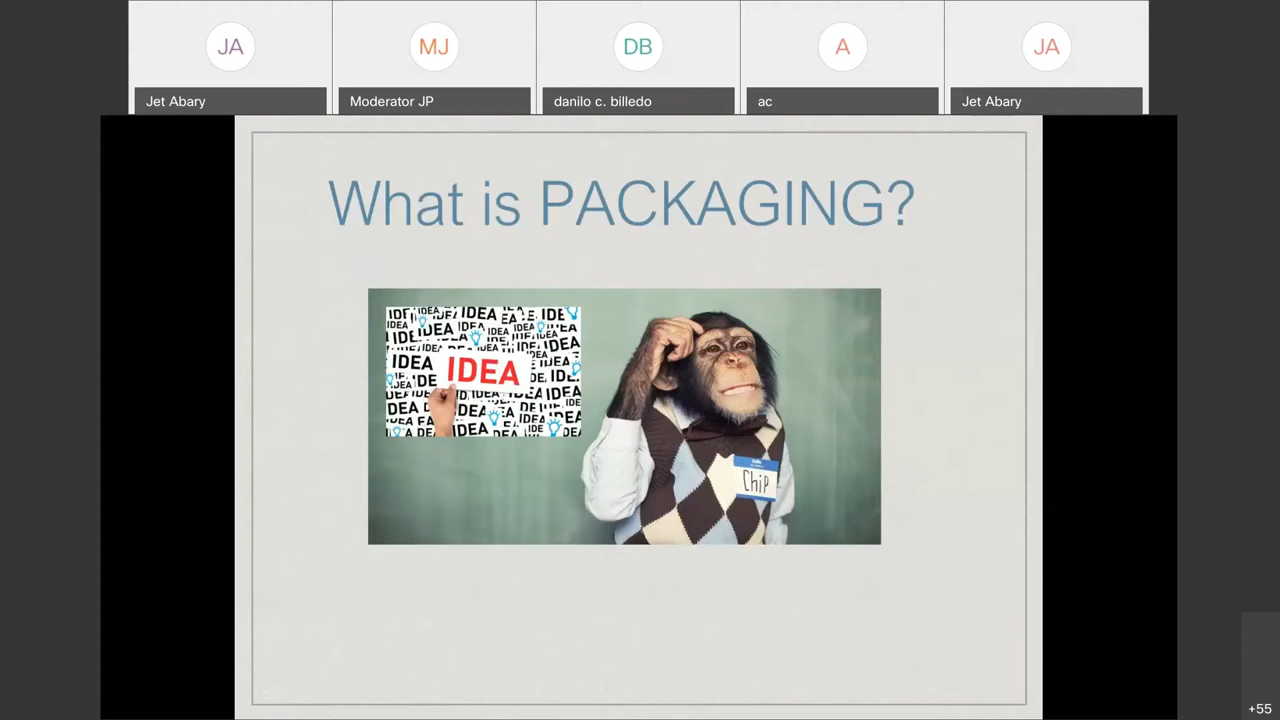 JA
MJ
DB
A
JA
Jet Abary
Moderator JP
danilo c. billedo
ac
Jet Abary
What is PACKAGING?
IDEA
Hello
Chip
+55